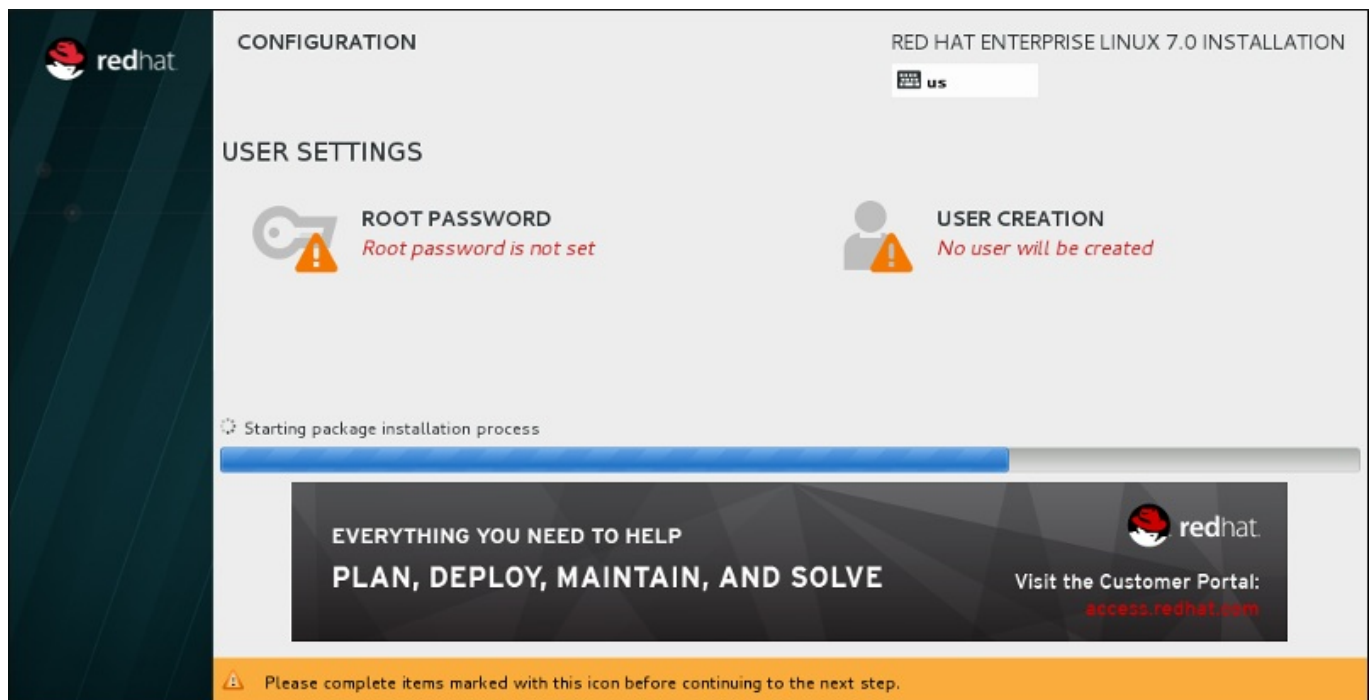 redhat.
CONFIGURATION
RED HAT ENTERPRISE LINUX 7.0 INSTALLATION
us
USER SETTINGS
ROOT PASSWORD
Root password is not set
USER CREATION
No user will be created
Starting package installation process
EVERYTHING YOU NEED TO HELP
PLAN, DEPLOY, MAINTAIN, AND SOLVE
redhat.
Visit the Customer Portal:
access.redhat.com
Please complete items marked with this icon before continuing to the next step.